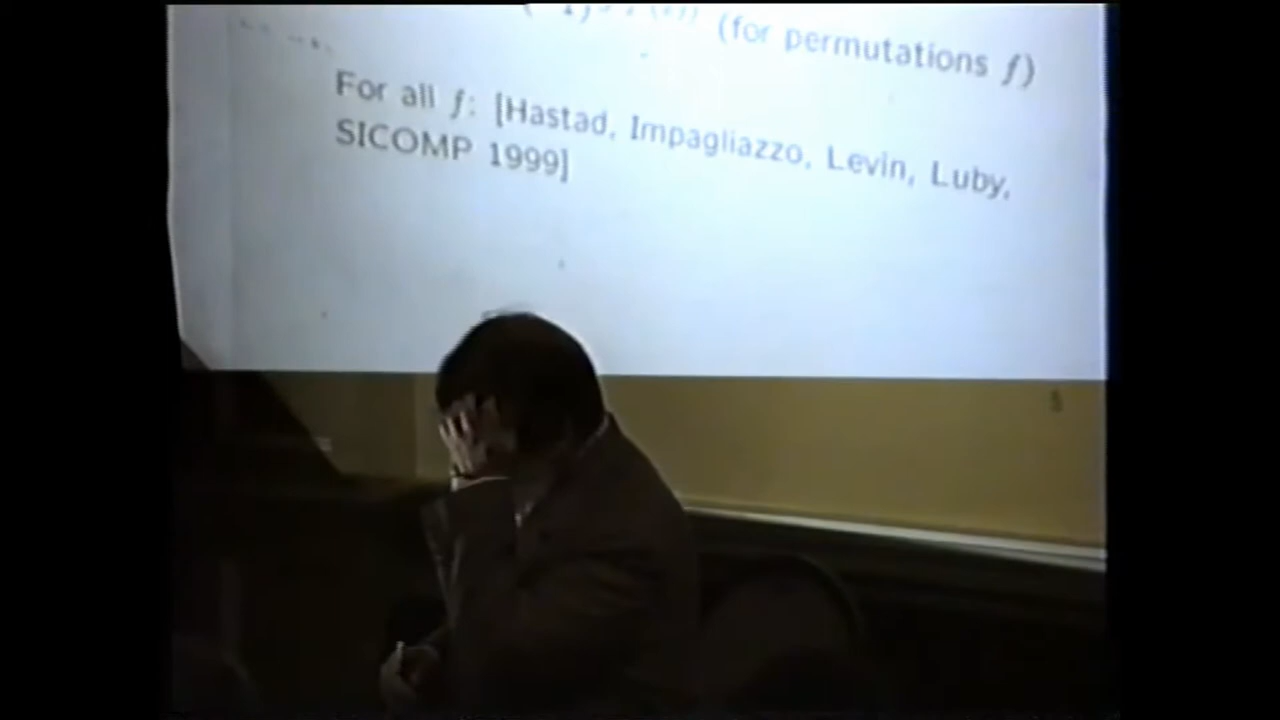 (for permutations f)
For all f: [Hastad, Impagliazzo, Levin, Luby,
SICOMP 1999]